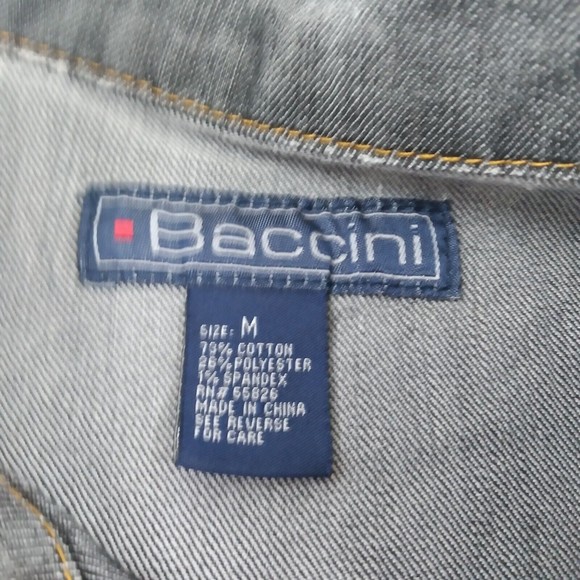 Baccini
SIZE: M
73% COTTON
26% POLYESTER
1% SPANDEX
RN# 55826
MADE IN CHINA
SEE REVERSE
FOR CARE